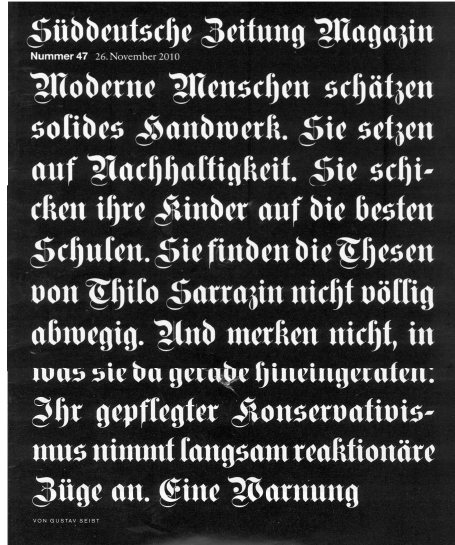 Süddeutsche Zeitung Magazin
Nummer 47 26. November 2010
Moderne Menschen schätzen
solides Handwerk. Sie setzen
auf Nachhaltigkeit. Sie schi-
cken ihre Kinder auf die besten
Schulen. Sie finden die Thesen
von Thilo Sarrazin nicht völlig
abwegig. Und merken nicht, in
was sie da gerade hineingeraten:
Ihr gepflegter Konservativis-
mus nimmt langsam reaktionäre
Züge an. Eine Warnung
VON GUSTAV SEIBT